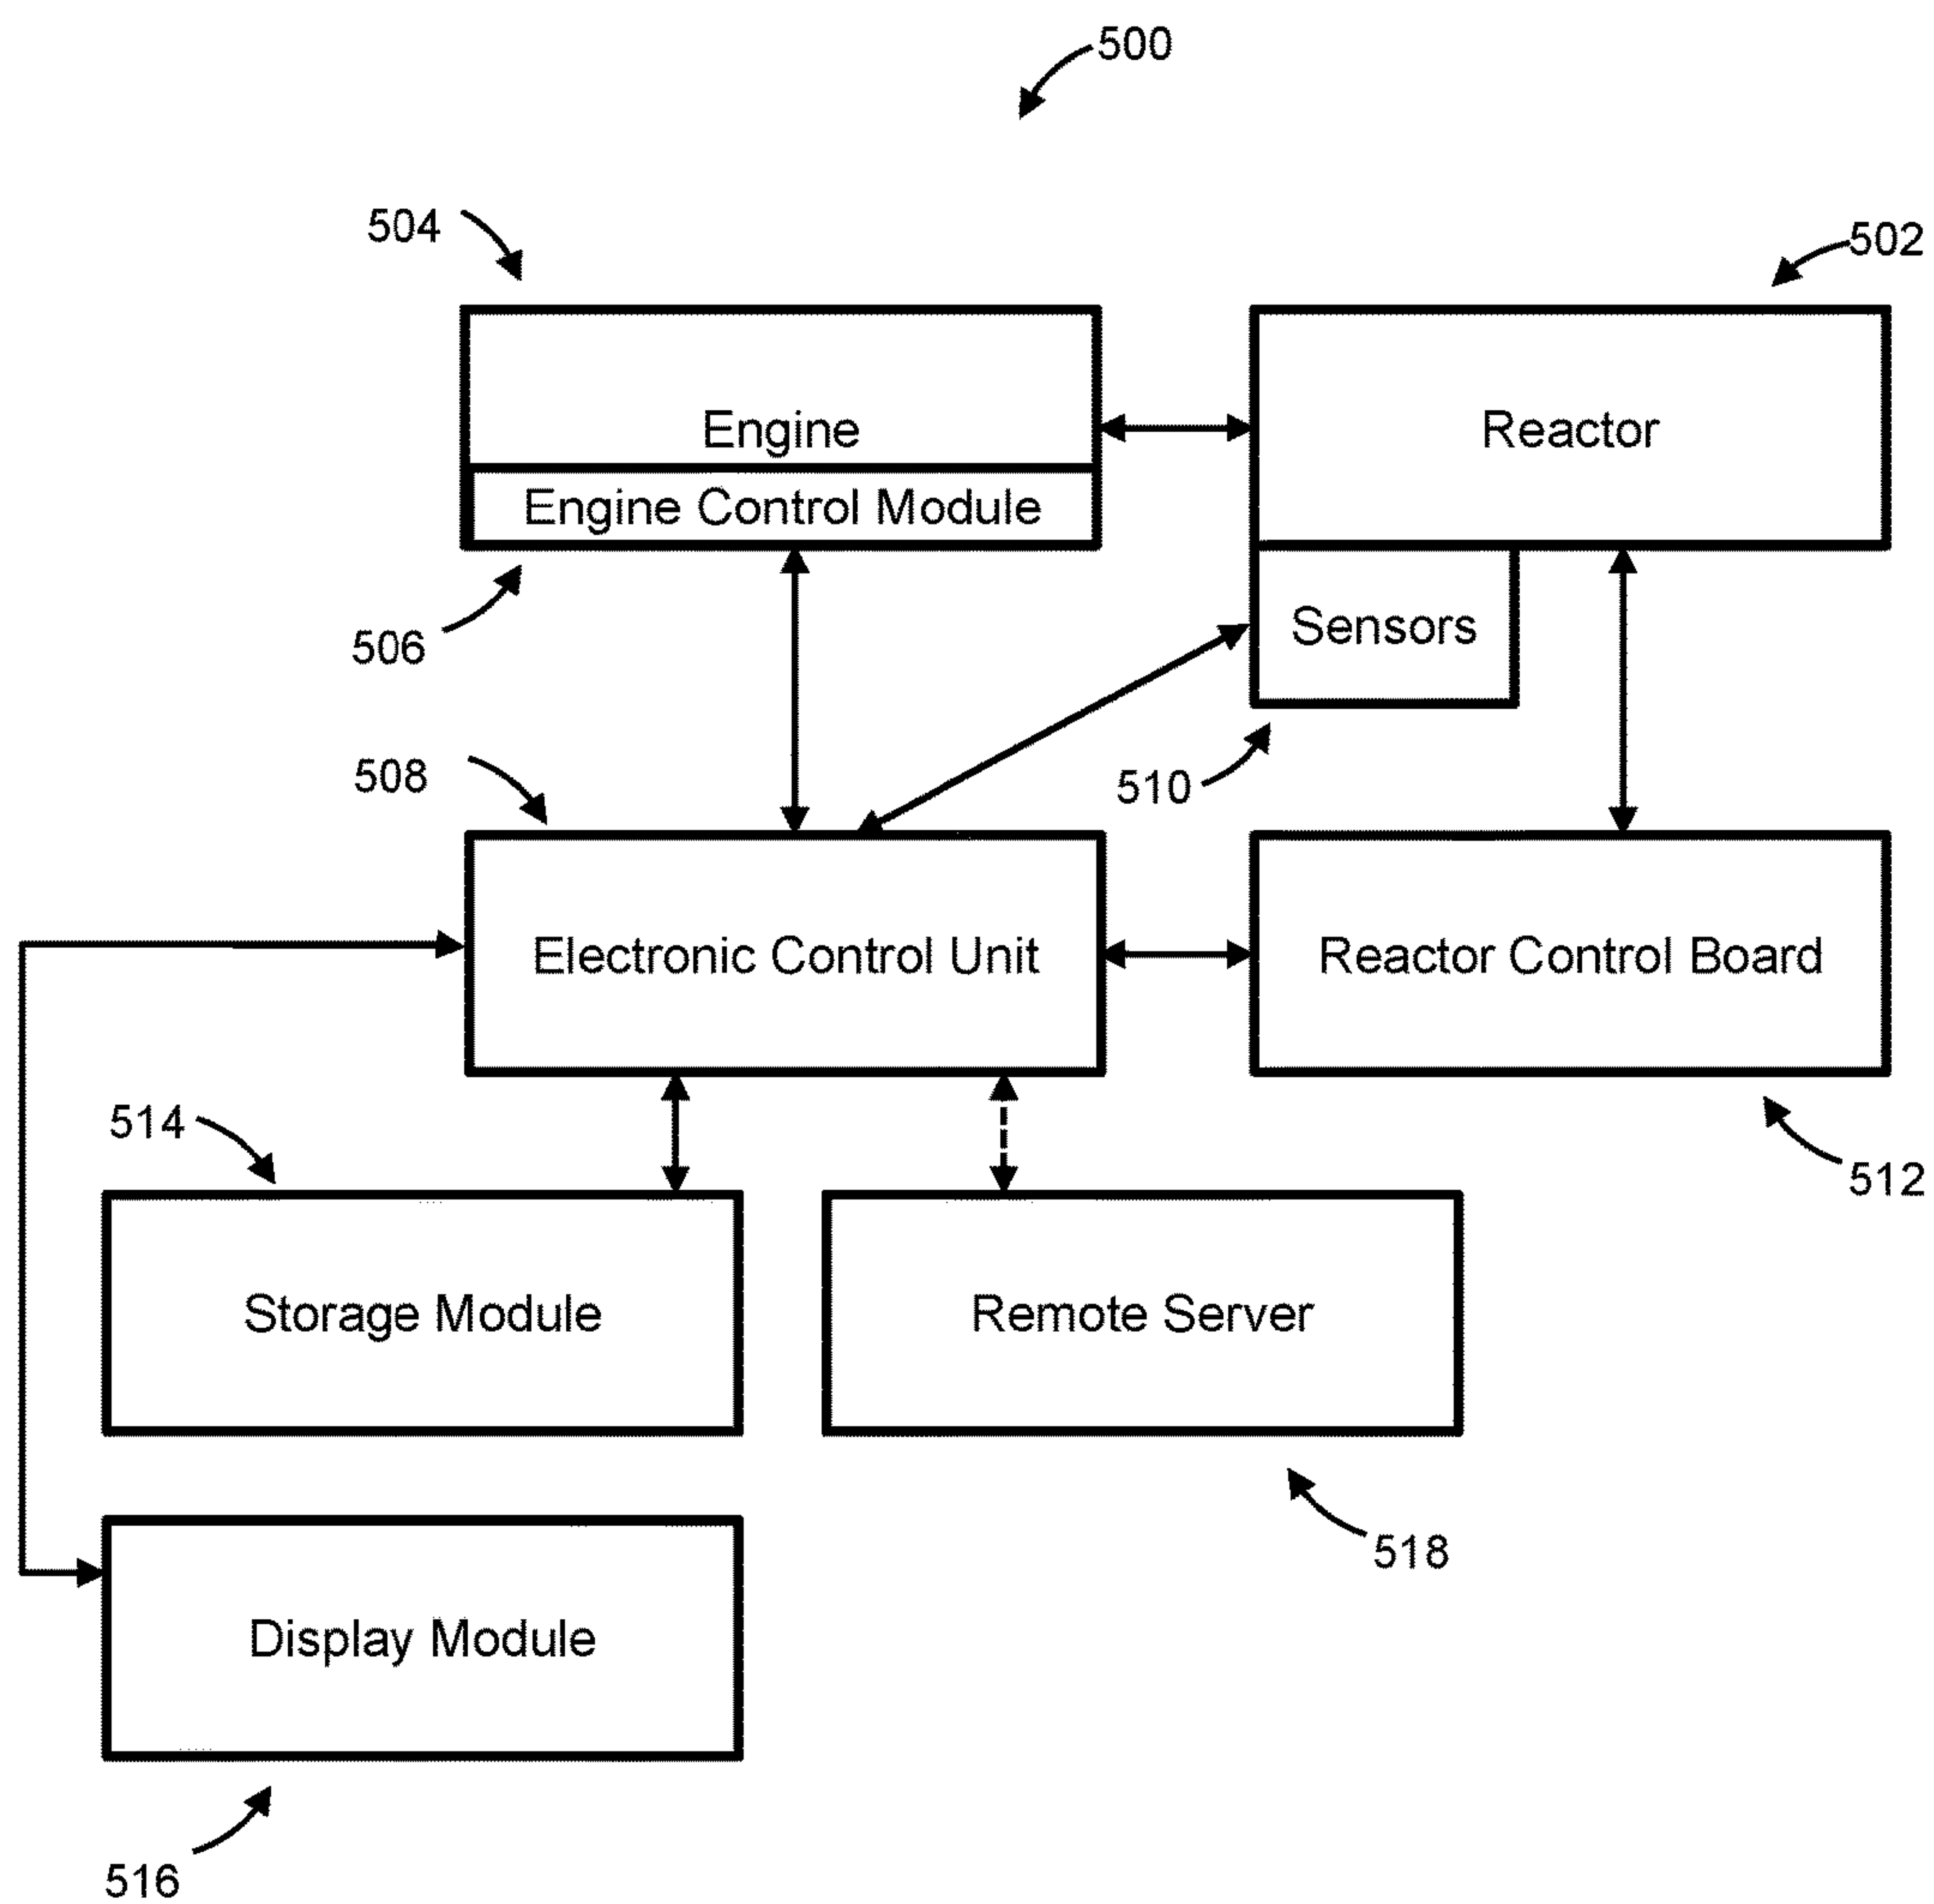 500
504
502
Engine
Reactor
Engine Control Module
506
Sensors
508
510
Electronic Control Unit
Reactor Control Board
514
512
Storage Module
Remote Server
518
Display Module
516